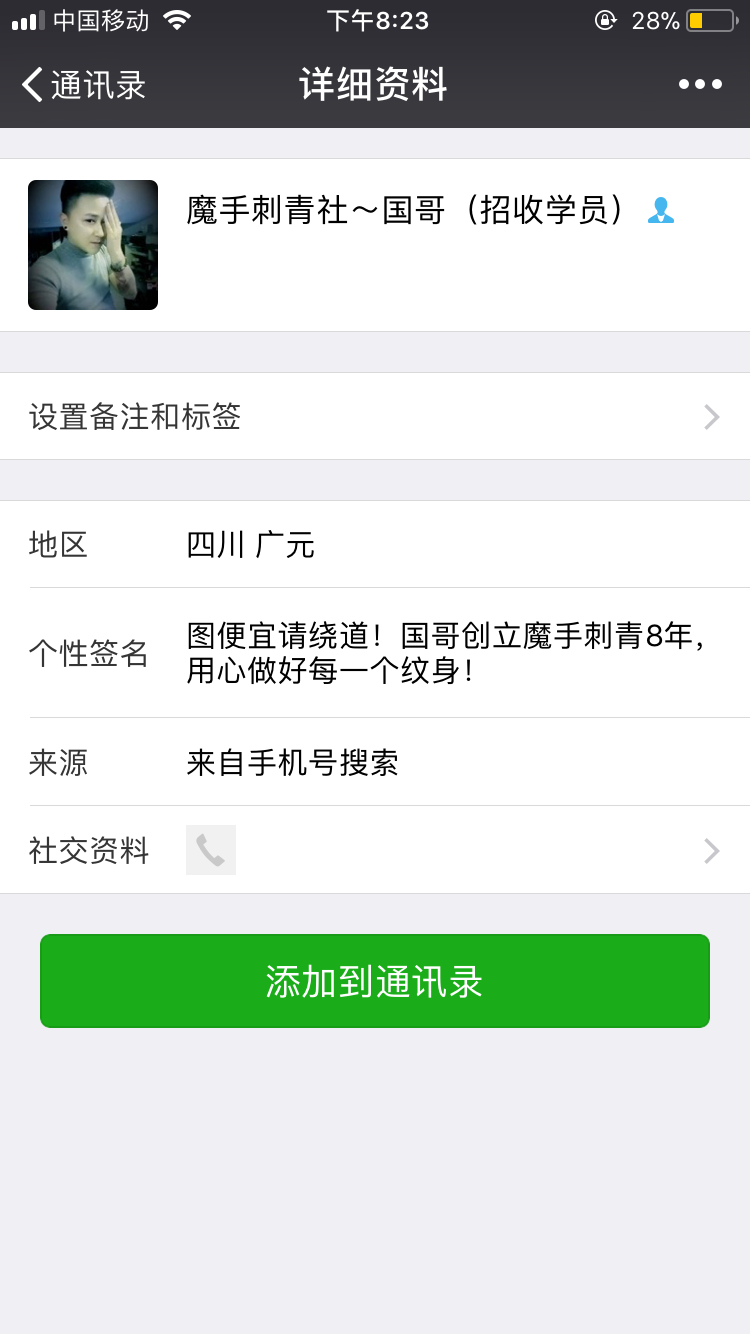 中国移动
下午8:23
28%
通讯录
详细资料
魔手刺青社～国哥（招收学员）
设置备注和标签
地区
四川 广元
个性签名
图便宜请绕道！国哥创立魔手刺青8年，
用心做好每一个纹身！
来源
来自手机号搜索
社交资料
添加到通讯录